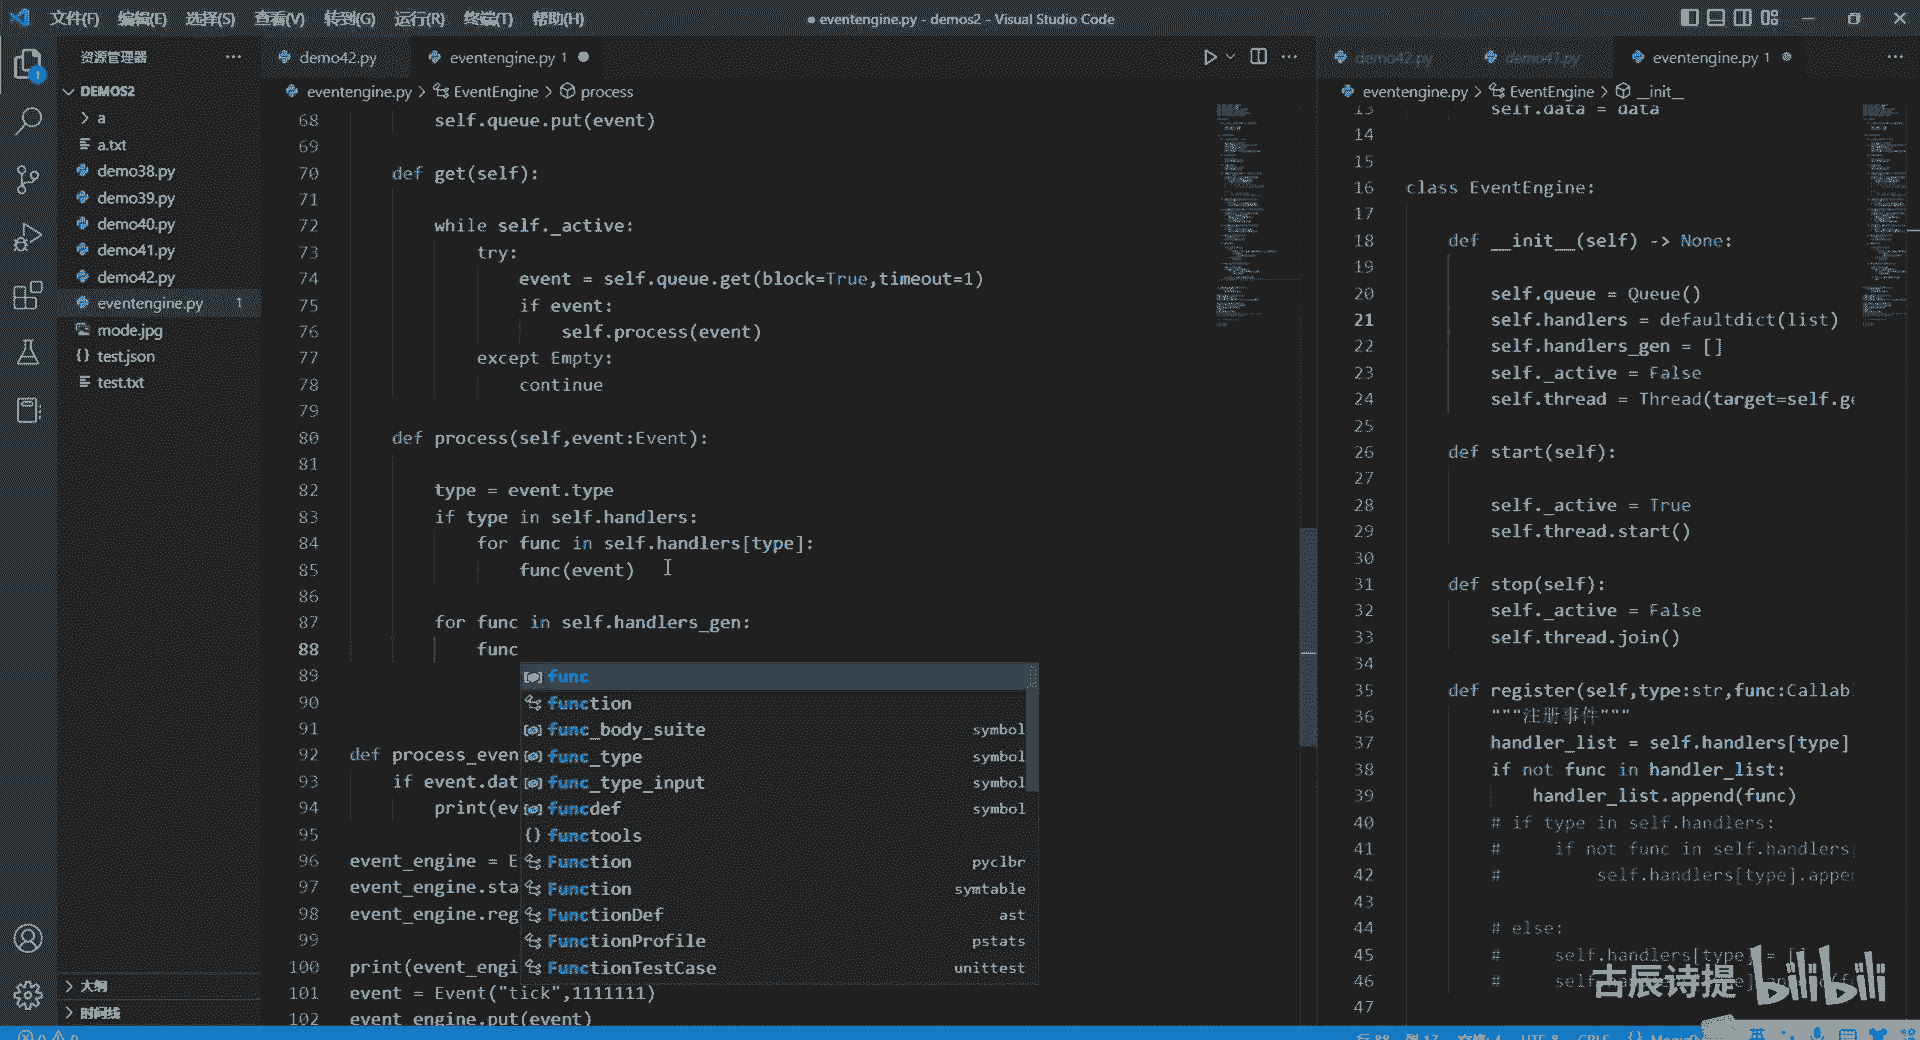 文件(F) 编辑(E) 选择(S) 查看(V) 转到(G) 运行(R) 终端(T) 帮助(H)
● eventengine.py - demos2 - Visual Studio Code
资源管理器
DEMOS2
a
a.txt
demo38.py
demo39.py
demo40.py
demo41.py
demo42.py
eventengine.py 1
mode.jpg
test.json
test.txt
大纲
时间线
demo42.py
eventengine.py 1
eventengine.py > EventEngine > process
68 self.queue.put(event)
69
70 def get(self):
71
72 while self._active:
73 try:
74 event = self.queue.get(block=True,timeout=1)
75 if event:
76 self.process(event)
77 except Empty:
78 continue
79
80 def process(self,event:Event):
81
82 type = event.type
83 if type in self.handlers:
84 for func in self.handlers[type]:
85 func(event)
86
87 for func in self.handlers_gen:
88 func
89
90
91
92 def process_even
93 if event.dat
94 print(ev
95
96 event_engine = E
97 event_engine.sta
98 event_engine.reg
99
100 print(event_engi
101 event = Event("tick",1111111)
102 event_engine.put(event)
func
function
func_body_suite symbol
func_type symbol
func_type_input symbol
funcdef symbol
functools
Function pyclbr
Function symtable
FunctionDef ast
FunctionProfile pstats
FunctionTestCase unittest
demo42.py
demo41.py
eventengine.py 1
eventengine.py > EventEngine > __init__
13 self.data = data
14
15
16 class EventEngine:
17
18 def __init__(self) -> None:
19
20 self.queue = Queue()
21 self.handlers = defaultdict(list)
22 self.handlers_gen = []
23 self._active = False
24 self.thread = Thread(target=self.ge
25
26 def start(self):
27
28 self._active = True
29 self.thread.start()
30
31 def stop(self):
32 self._active = False
33 self.thread.join()
34
35 def register(self,type:str,func:Callab
36 """注册事件"""
37 handler_list = self.handlers[type]
38 if not func in handler_list:
39 handler_list.append(func)
40 # if type in self.handlers:
41 # if not func in self.handlers
42 # self.handlers[type].appen
43
44 # else:
45 # self.handlers[type] = []
46 #
47
古辰诗提 bilibili
行 88
英